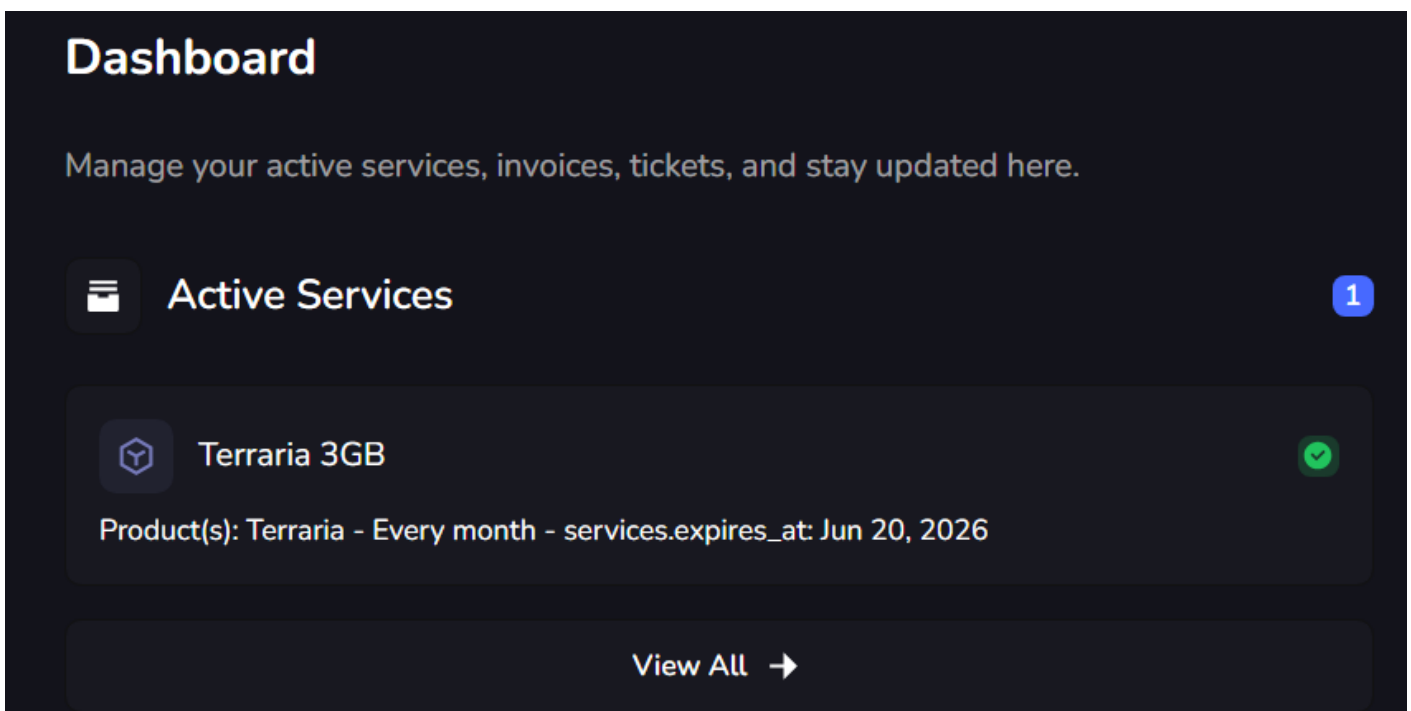 Dashboard
Manage your active services, invoices, tickets, and stay updated here.
Active Services
1
Terraria 3GB
Product(s): Terraria - Every month - services.expires_at: Jun 20, 2026
View All